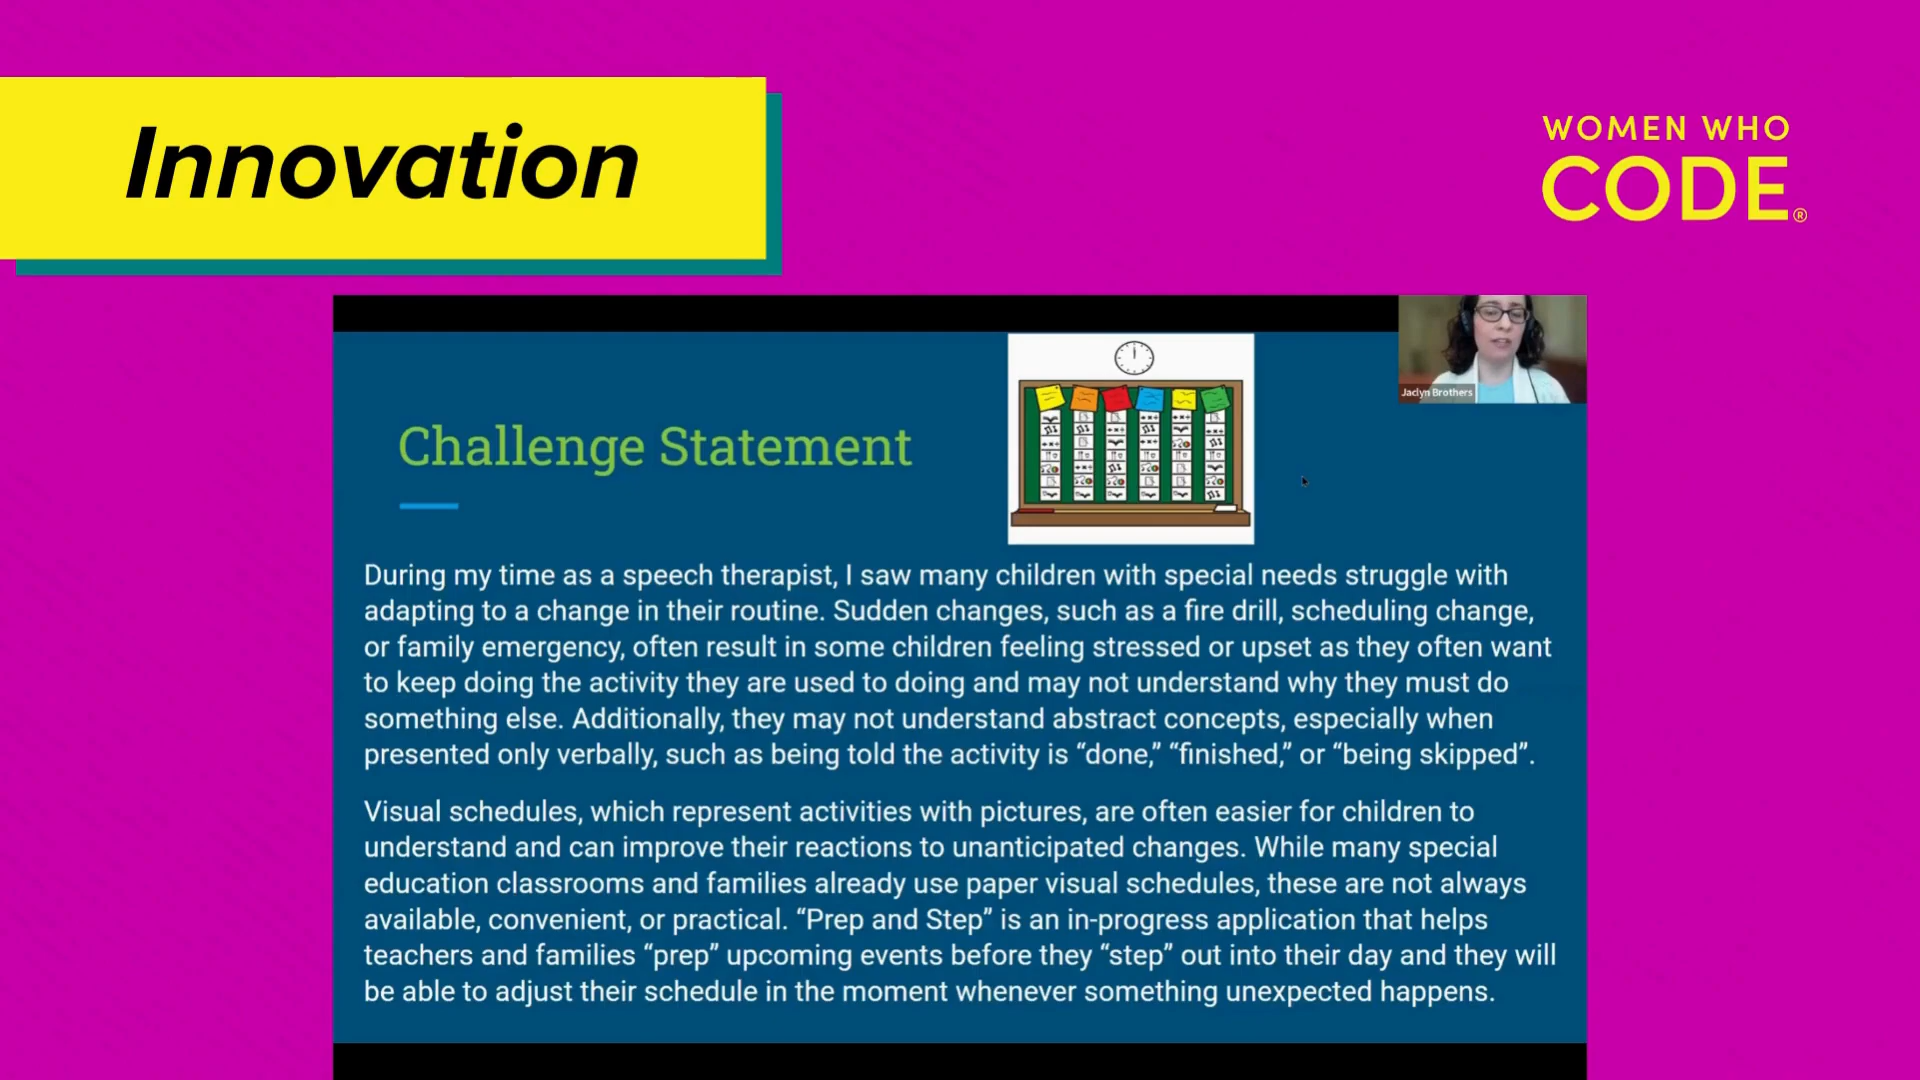 Innovation
WOMEN WHO
CODE®
Jaclyn Brothers
Challenge Statement
During my time as a speech therapist, I saw many children with special needs struggle with
adapting to a change in their routine. Sudden changes, such as a fire drill, scheduling change,
or family emergency, often result in some children feeling stressed or upset as they often want
to keep doing the activity they are used to doing and may not understand why they must do
something else. Additionally, they may not understand abstract concepts, especially when
presented only verbally, such as being told the activity is “done,” “finished,” or “being skipped”.
Visual schedules, which represent activities with pictures, are often easier for children to
understand and can improve their reactions to unanticipated changes. While many special
education classrooms and families already use paper visual schedules, these are not always
available, convenient, or practical. “Prep and Step” is an in-progress application that helps
teachers and families “prep” upcoming events before they “step” out into their day and they will
be able to adjust their schedule in the moment whenever something unexpected happens.